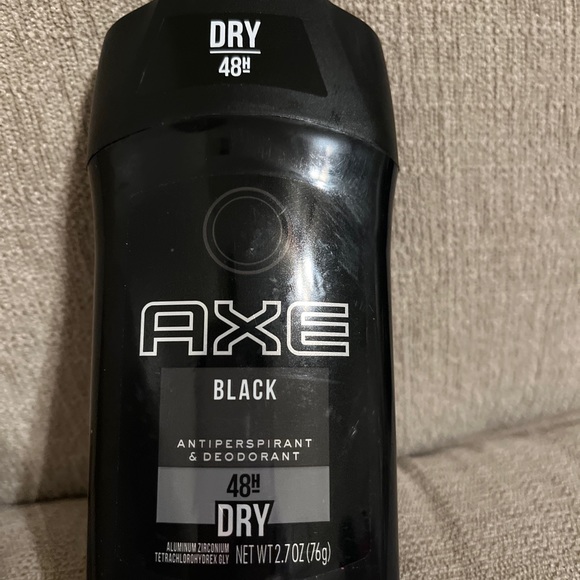 DRY
48H
AXE
BLACK
ANTIPERSPIRANT
& DEODORANT
48H
DRY
ALUMINUM ZIRCONIUM
TETRACHLOROHYDREX GLY NET WT 2.7 OZ (76g)